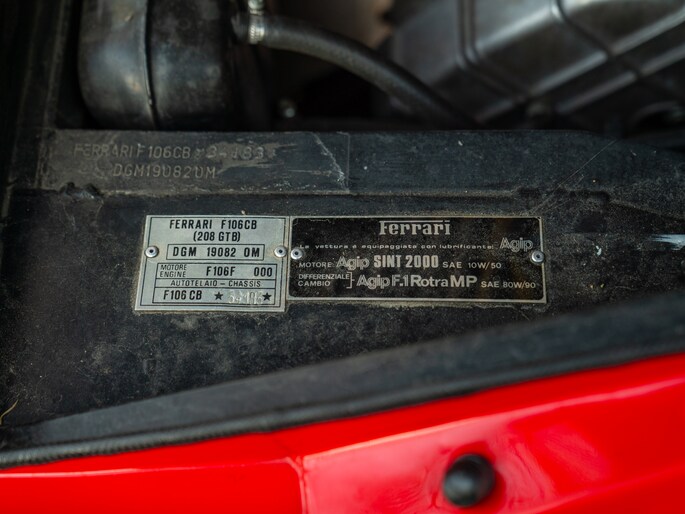 FERRARI F106CB
DGM19082OM
FERRARI F106CB
(208 GTB)
DGM 19082 OM
MOTORE
ENGINE
F106F 000
AUTOTELAIO - CHASSIS
F106 CB ★ ★
Ferrari
La vettura è equipaggiata con lubrificante: Agip
MOTORE: Agip SINT 2000 SAE 10W/50
DIFFERENZIALE
CAMBIO
Agip F.1 Rotra MP SAE 80W/90